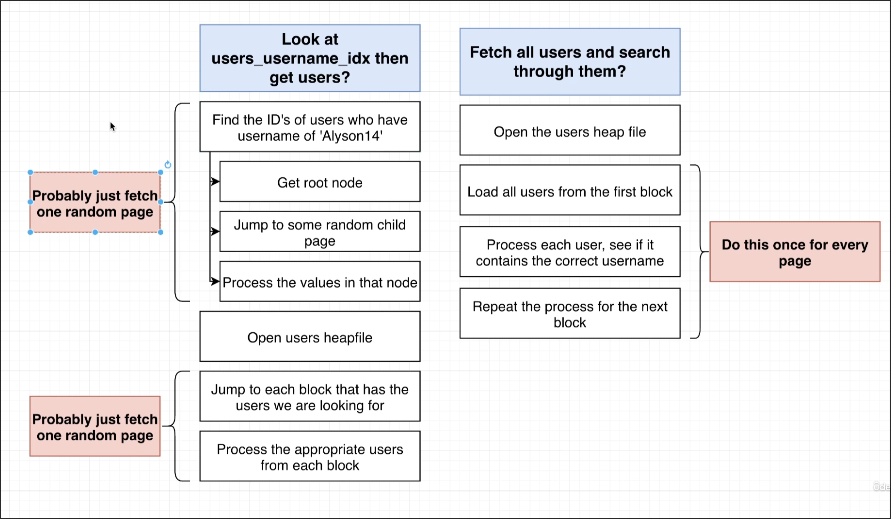 Look at
users_username_idx then
get users?
Find the ID's of users who have
username of 'Alyson14'
Get root node
Jump to some random child
page
Process the values in that node
Probably just fetch
one random page
Open users heapfile
Jump to each block that has the
users we are looking for
Process the appropriate users
from each block
Probably just fetch
one random page
Fetch all users and search
through them?
Open the users heap file
Load all users from the first block
Process each user, see if it
contains the correct username
Repeat the process for the next
block
Do this once for every
page